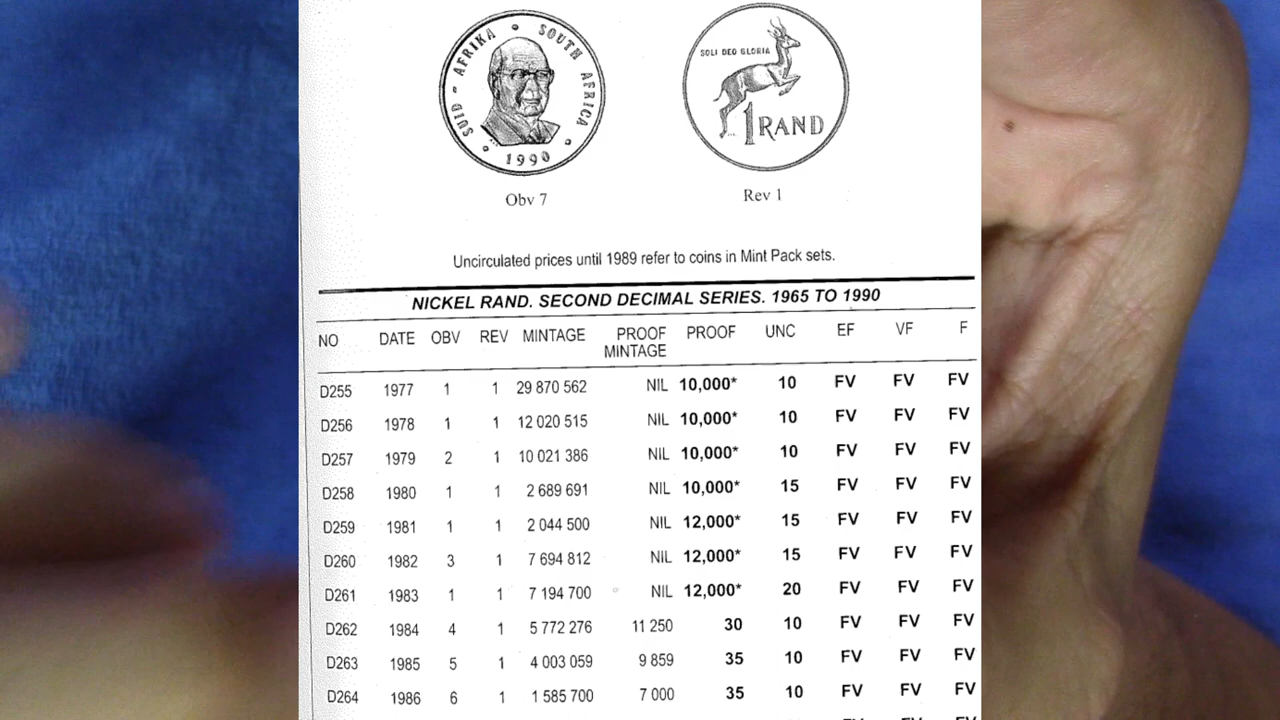 SUID - AFRIKA • SOUTH AFRICA • 1990 •
SOLI DEO GLORIA
1 RAND
Obv 7
Rev 1
Uncirculated prices until 1989 refer to coins in Mint Pack sets.
NICKEL RAND. SECOND DECIMAL SERIES. 1965 TO 1990
NO DATE OBV REV MINTAGE PROOF MINTAGE PROOF UNC EF VF F
D255 1977 1 1 29 870 562 NIL 10,000* 10 FV FV FV
D256 1978 1 1 12 020 515 NIL 10,000* 10 FV FV FV
D257 1979 2 1 10 021 386 NIL 10,000* 10 FV FV FV
D258 1980 1 1 2 689 691 NIL 10,000* 15 FV FV FV
D259 1981 1 1 2 044 500 NIL 12,000* 15 FV FV FV
D260 1982 3 1 7 694 812 NIL 12,000* 15 FV FV FV
D261 1983 1 1 7 194 700 NIL 12,000* 20 FV FV FV
D262 1984 4 1 5 772 276 11 250 30 10 FV FV FV
D263 1985 5 1 4 003 059 9 859 35 10 FV FV FV
D264 1986 6 1 1 585 700 7 000 35 10 FV FV FV